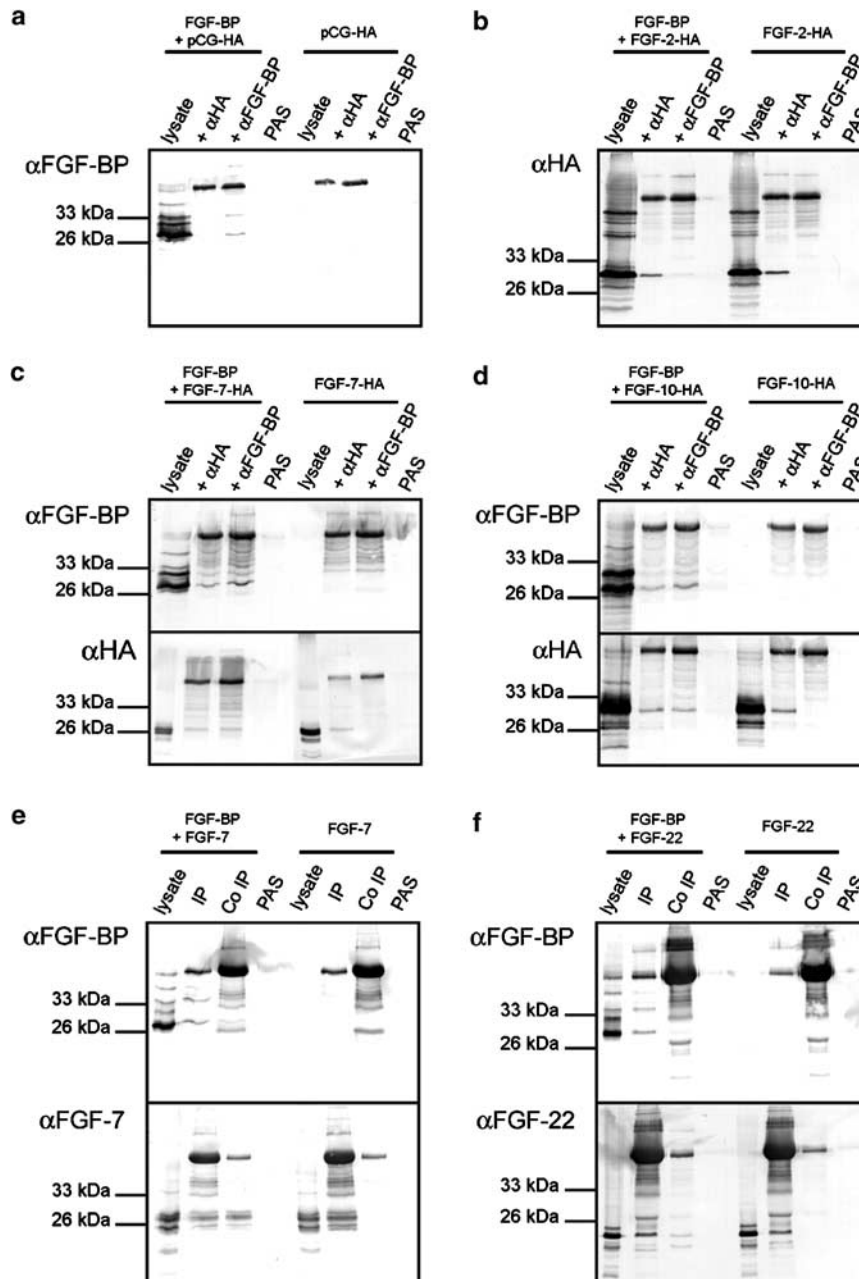 a
FGF-BP
+ pCG-HA
pCG-HA
lysate
+ αHA
+ αFGF-BP
PAS
lysate
+ αHA
+ αFGF-BP
PAS
αFGF-BP
33 kDa
26 kDa
b
FGF-BP
+ FGF-2-HA
FGF-2-HA
lysate
+ αHA
+ αFGF-BP
PAS
lysate
+ αHA
+ αFGF-BP
PAS
αHA
33 kDa
26 kDa
c
FGF-BP
+ FGF-7-HA
FGF-7-HA
lysate
+ αHA
+ αFGF-BP
PAS
lysate
+ αHA
+ αFGF-BP
PAS
αFGF-BP
33 kDa
26 kDa
αHA
33 kDa
26 kDa
d
FGF-BP
+ FGF-10-HA
FGF-10-HA
lysate
+ αHA
+ αFGF-BP
PAS
lysate
+ αHA
+ αFGF-BP
PAS
αFGF-BP
33 kDa
26 kDa
αHA
33 kDa
26 kDa
e
FGF-BP
+ FGF-7
FGF-7
lysate
IP
Co IP
PAS
lysate
IP
Co IP
PAS
αFGF-BP
33 kDa
26 kDa
αFGF-7
33 kDa
26 kDa
f
FGF-BP
+ FGF-22
FGF-22
lysate
IP
Co IP
PAS
lysate
IP
Co IP
PAS
αFGF-BP
33 kDa
26 kDa
αFGF-22
33 kDa
26 kDa